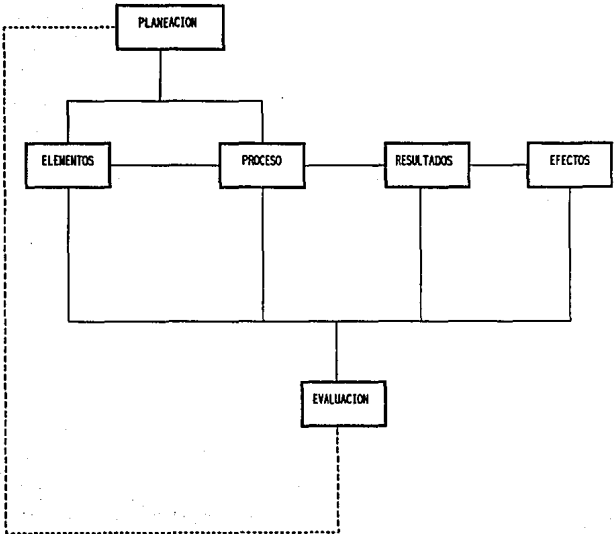 PLANEACION
ELEMENTOS
PROCESO
RESULTADOS
EFECTOS
EVALUACION